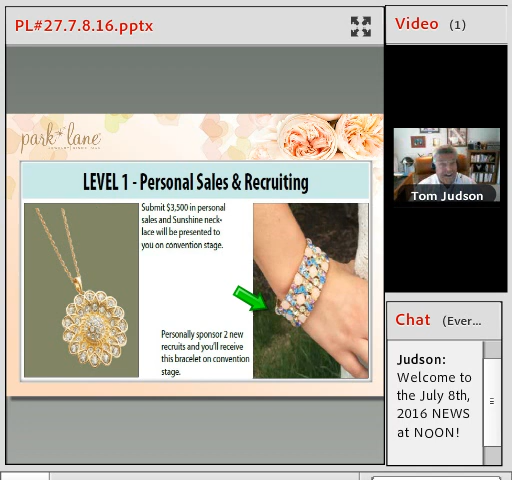 PL#27.7.8.16.pptx
Video (1)
park lane
LEVEL 1 - Personal Sales & Recruiting
Submit $3,500 in personal
sales and Sunshine neck-
lace will be presented to
you on convention stage.
Personally sponsor 2 new
recruits and you'll receive
this bracelet on convention
stage.
Tom Judson
Chat (Ever...
Judson:
Welcome to
the July 8th,
2016 NEWS
at NOON!